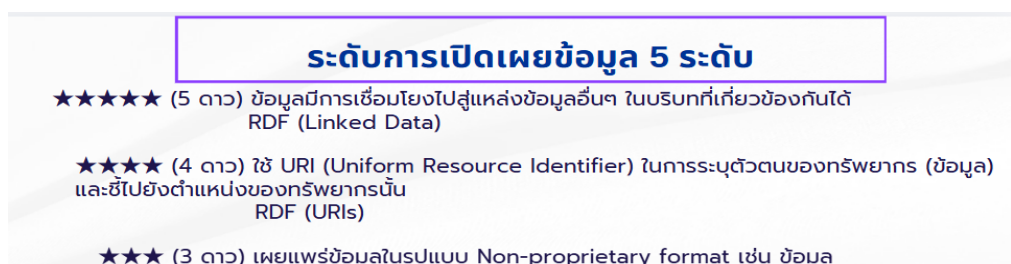 ระดับการเปิดเผยข้อมูล 5 ระดับ
★★★★★ (5 ดาว) ข้อมูลมีการเชื่อมโยงไปสู่แหล่งข้อมูลอื่นๆ ในบริบทที่เกี่ยวข้องกันได้
RDF (Linked Data)
★★★★ (4 ดาว) ใช้ URI (Uniform Resource Identifier) ในการระบุตัวตนของทรัพยากร (ข้อมูล)
และชี้ไปยังตำแหน่งของทรัพยากรนั้น
RDF (URIs)
★★★ (3 ดาว) เผยแพร่ข้อมูลในรูปแบบ Non-proprietary format เช่น ข้อมูล